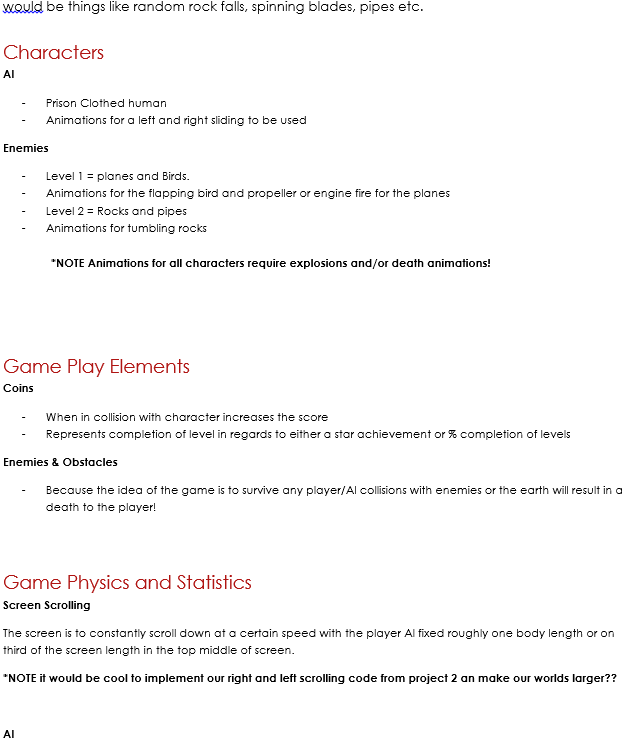 would be things like random rock falls, spinning blades, pipes etc.
Characters
AI
- Prison Clothed human
- Animations for a left and right sliding to be used
Enemies
- Level 1 = planes and Birds.
- Animations for the flapping bird and propeller or engine fire for the planes
- Level 2 = Rocks and pipes
- Animations for tumbling rocks
*NOTE Animations for all characters require explosions and/or death animations!
Game Play Elements
Coins
- When in collision with character increases the score
- Represents completion of level in regards to either a star achievement or % completion of levels
Enemies & Obstacles
- Because the idea of the game is to survive any player/AI collisions with enemies or the earth will result in a
death to the player!
Game Physics and Statistics
Screen Scrolling
The screen is to constantly scroll down at a certain speed with the player AI fixed roughly one body length or on
third of the screen length in the top middle of screen.
*NOTE it would be cool to implement our right and left scrolling code from project 2 an make our worlds larger??
AI